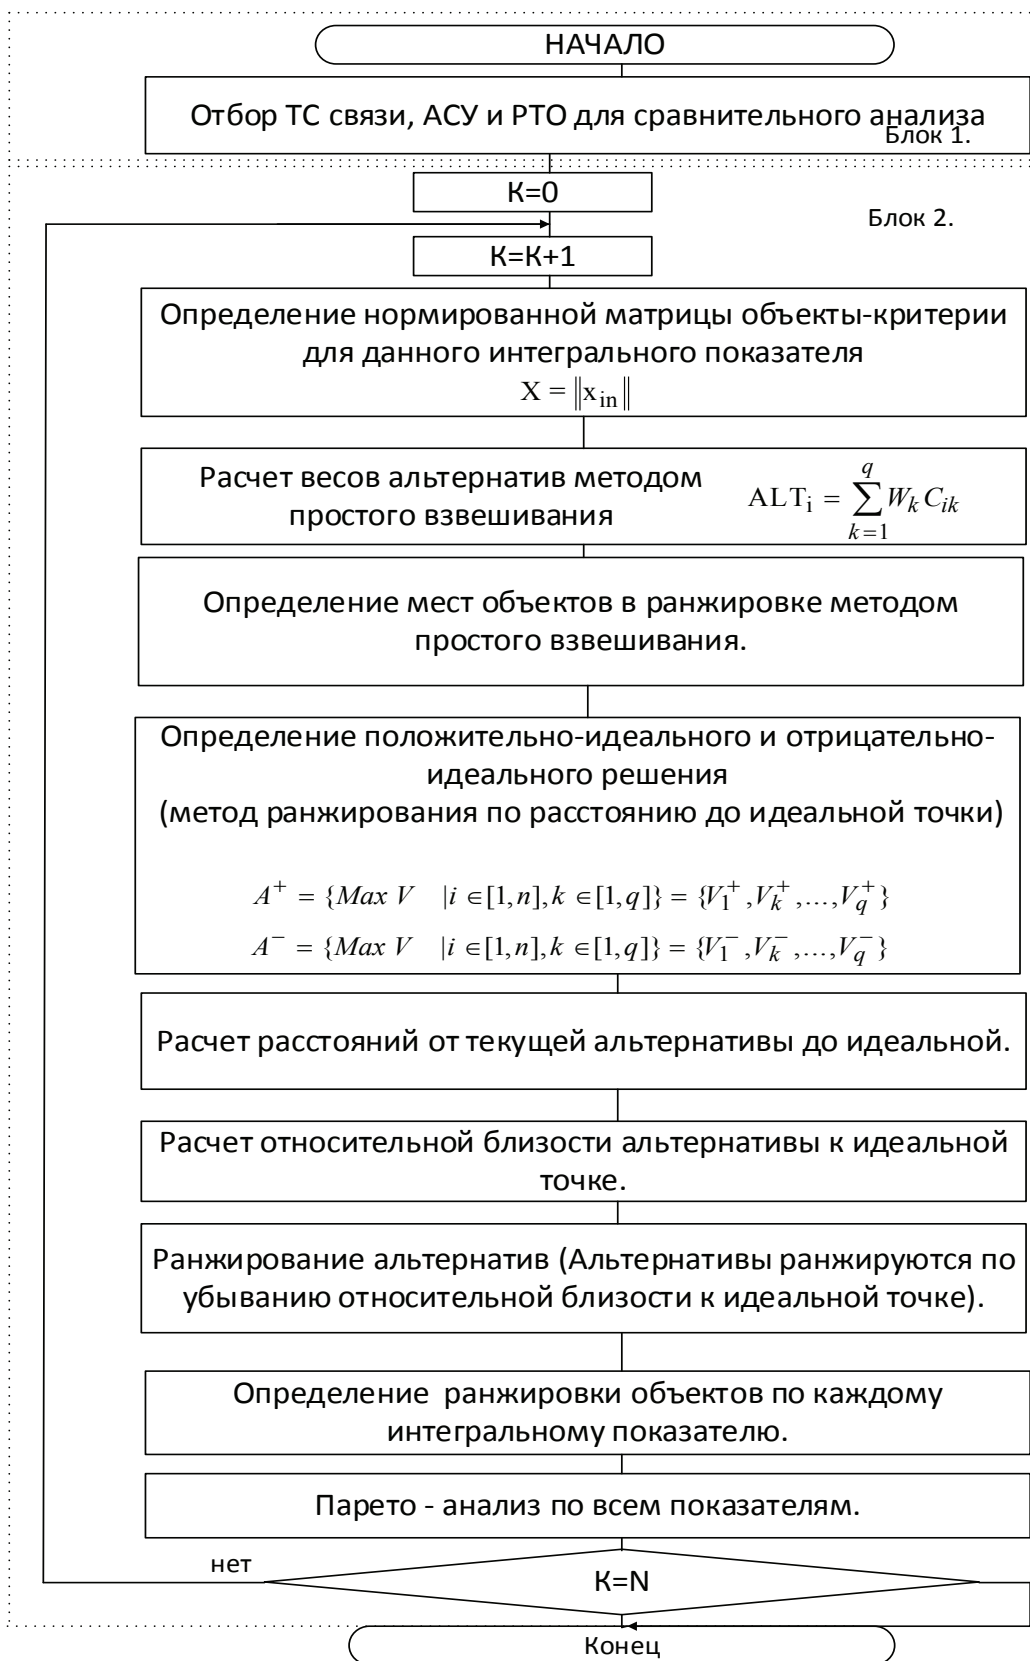 НАЧАЛО
Отбор ТС связи, АСУ и РТО для сравнительного анализа
Блок 1.
K=0
Блок 2.
K=K+1
Определение нормированной матрицы объекты-критерии
для данного интегрального показателя
X = ‖x_in‖
Расчет весов альтернатив методом
простого взвешивания
ALT_i = ∑_{k=1}^{q} W_k C_ik
Определение мест объектов в ранжировке методом
простого взвешивания.
Определение положительно-идеального и отрицательно-
идеального решения
(метод ранжирования по расстоянию до идеальной точки)
A^+ = {Max V |i ∈[1,n],k ∈[1,q]} = {V_1^+,V_k^+,...,V_q^+}
A^− = {Max V |i ∈[1,n],k ∈[1,q]} = {V_1^−,V_k^−,...,V_q^−}
Расчет расстояний от текущей альтернативы до идеальной.
Расчет относительной близости альтернативы к идеальной
точке.
Ранжирование альтернатив (Альтернативы ранжируются по
убыванию относительной близости к идеальной точке).
Определение ранжировки объектов по каждому
интегральному показателю.
Парето - анализ по всем показателям.
нет
K=N
Конец